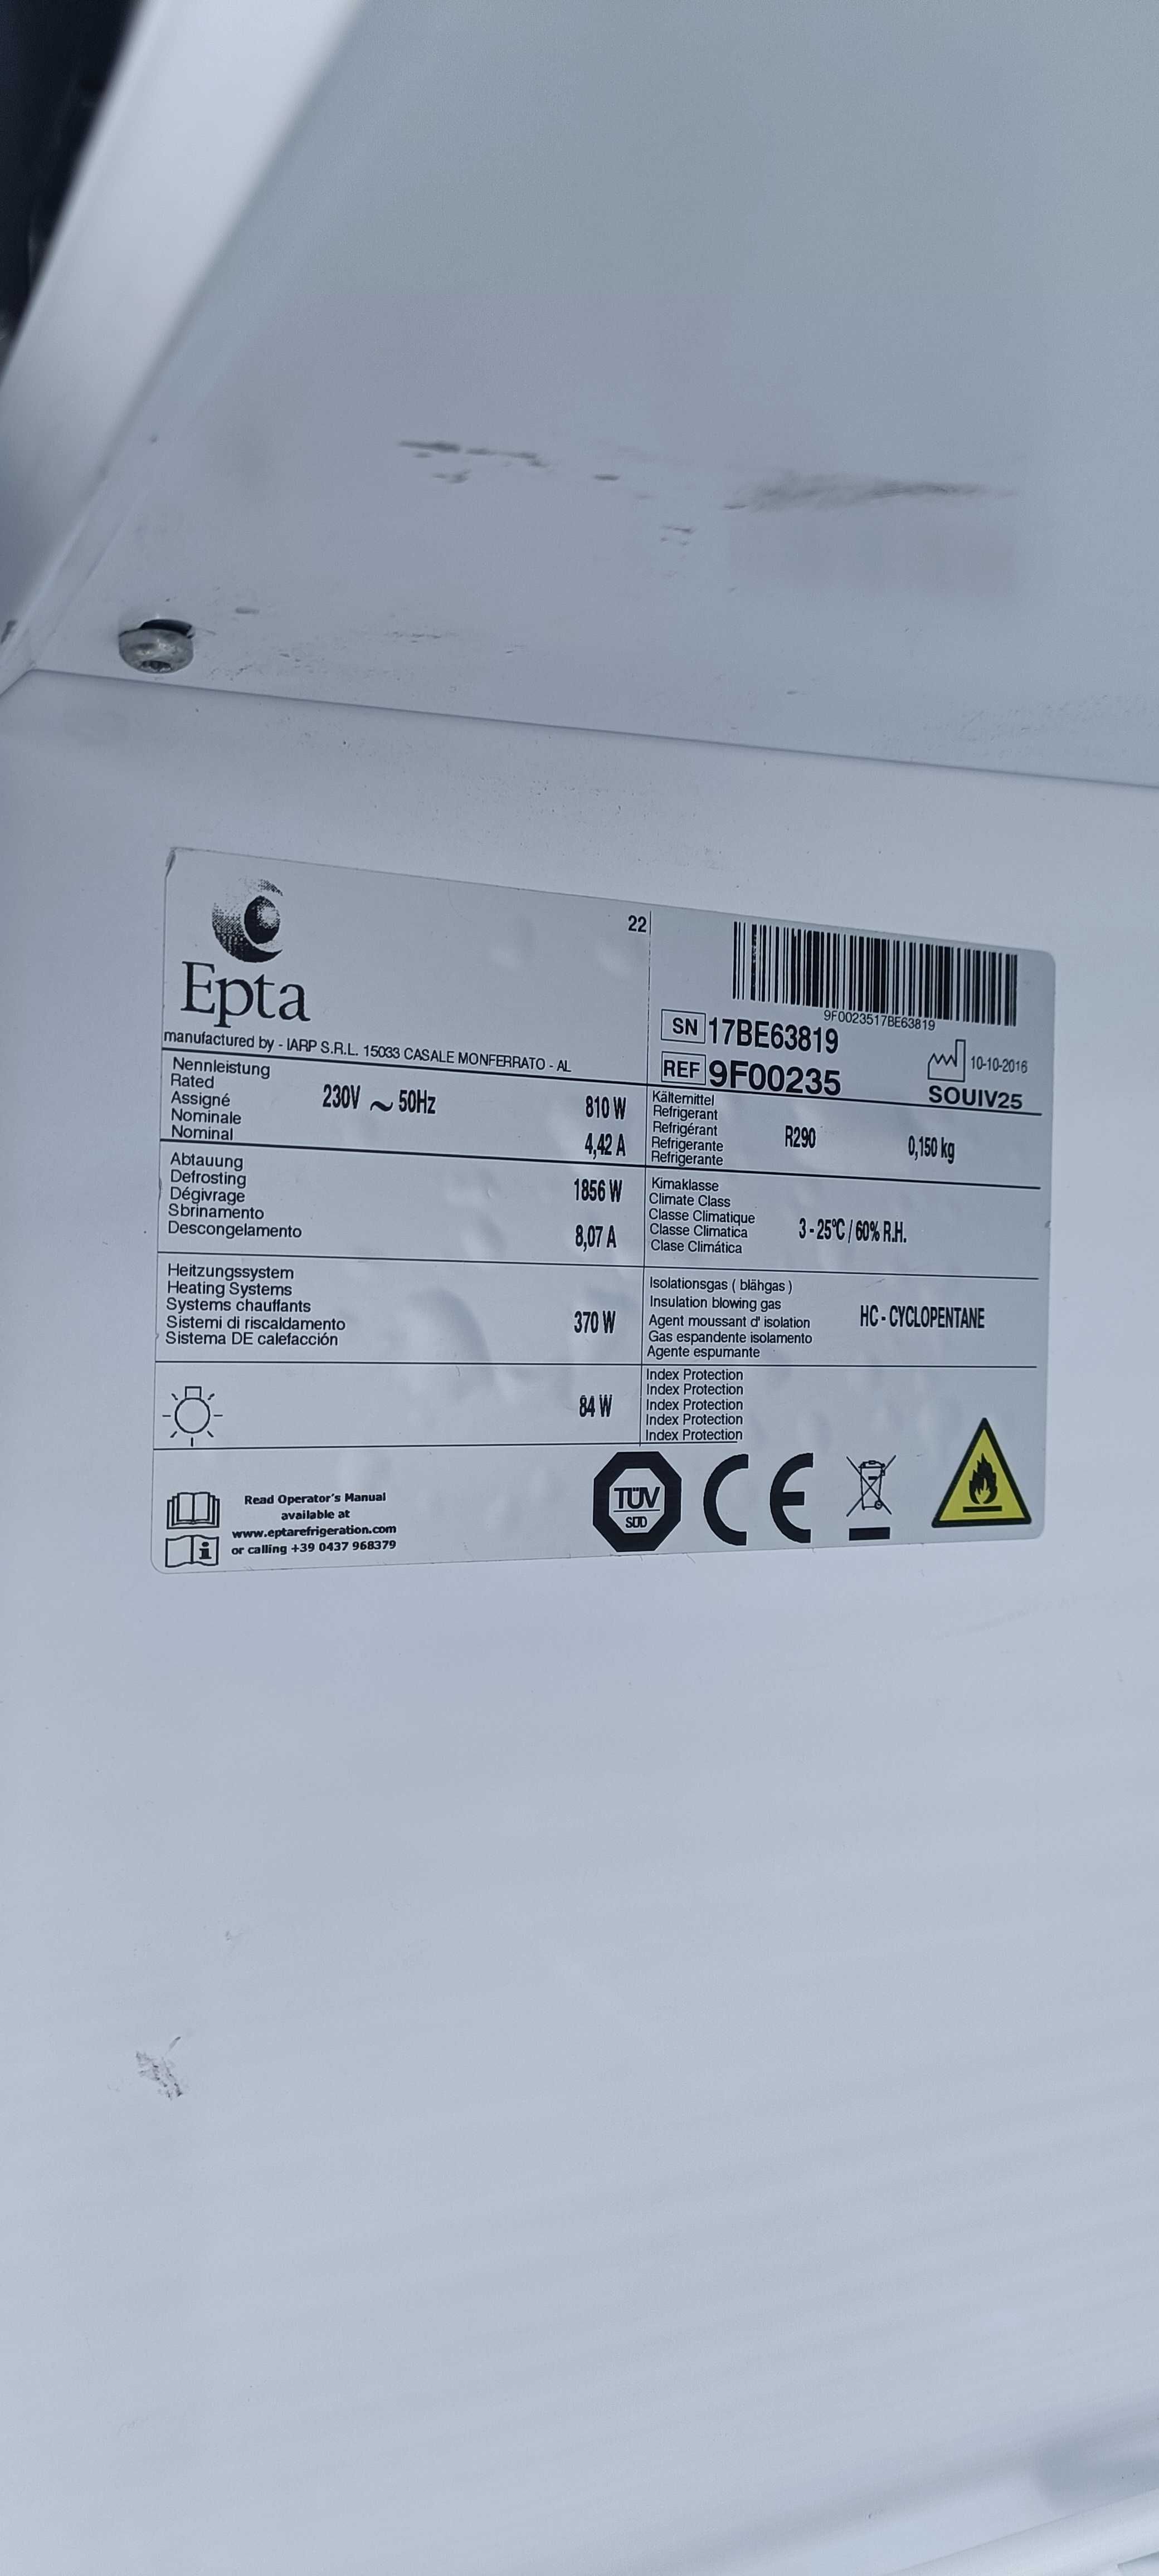 Epta
22
manufactured by - IARP S.R.L. 15033 CASALE MONFERRATO - AL
9F0023517BE63819
SN 17BE63819
REF 9F00235
10-10-2016
SOUIV25
Nennleistung
Rated
Assigné
Nominale
Nominal
230V ~ 50Hz
810 W
4,42 A
Kältemittel
Refrigerant
Refrigérant
Refrigerante
Refrigerante
R290
0,150 kg
Abtauung
Defrosting
Dégivrage
Sbrinamento
Descongelamento
1856 W
8,07 A
Kimaklasse
Climate Class
Classe Climatique
Classe Climatica
Clase Climática
3 - 25°C / 60% R.H.
Heitzungssystem
Heating Systems
Systems chauffants
Sistemi di riscaldamento
Sistema DE calefacción
370 W
Isolationsgas ( blähgas )
Insulation blowing gas
Agent moussant d' isolation
Gas espandente isolamento
Agente espumante
HC - CYCLOPENTANE
84 W
Index Protection
Index Protection
Index Protection
Index Protection
Index Protection
Read Operator's Manual
available at
www.eptarefrigeration.com
or calling +39 0437 968379
TÜV
SÜD
CE